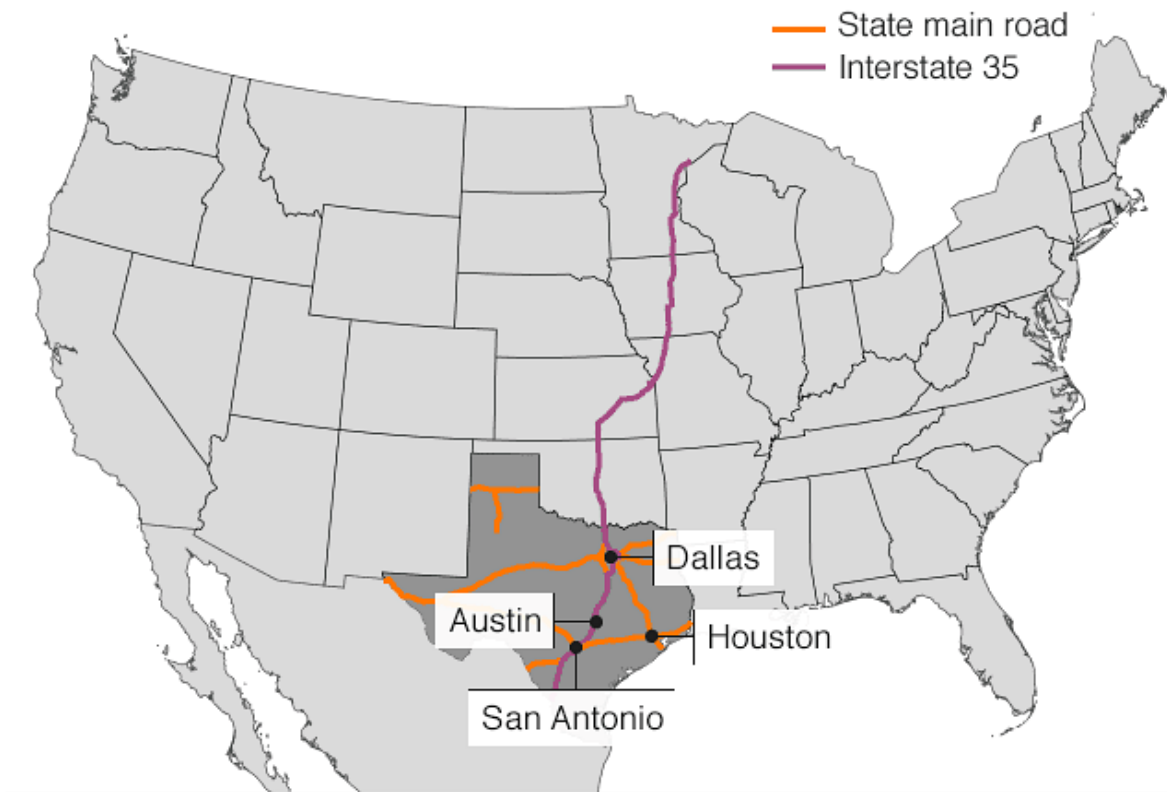 State main road
Interstate 35
Dallas
Austin
Houston
San Antonio